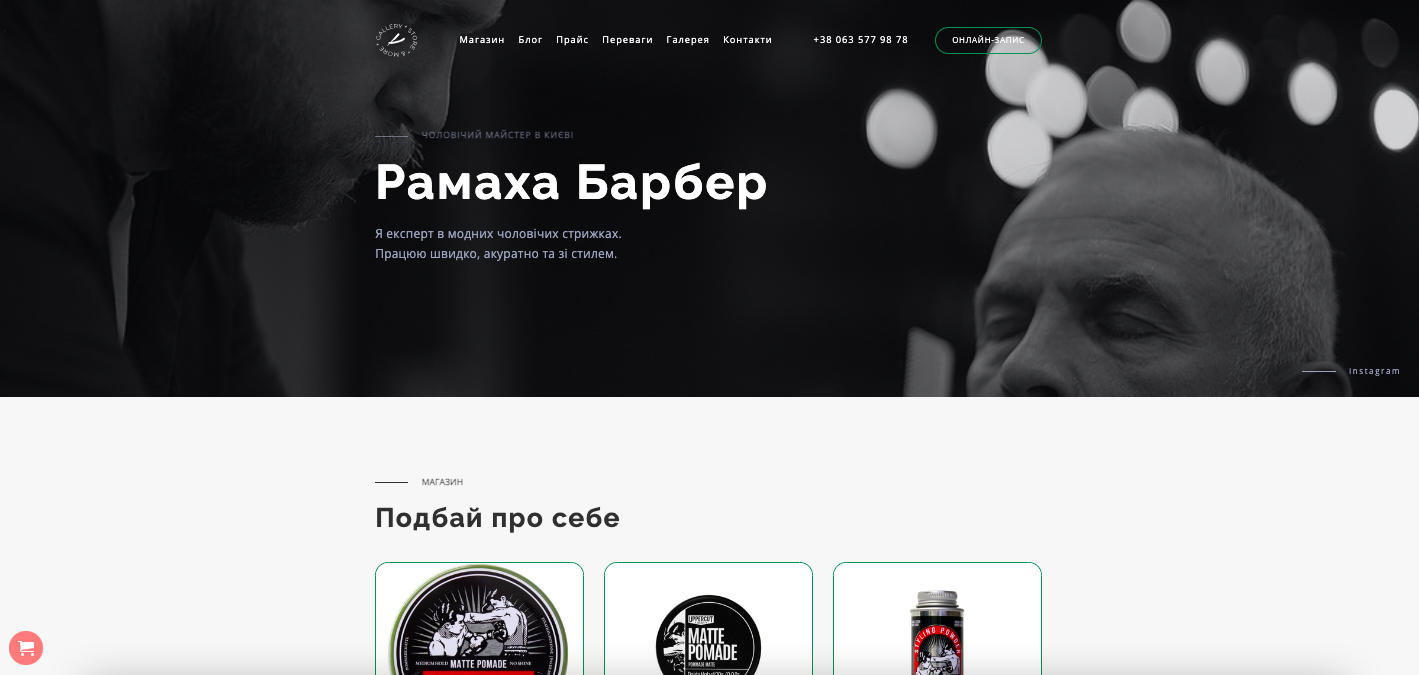 GALLERY • STORE • & MORE •
Магазин Блог Прайс Переваги Галерея Контакти +38 063 577 98 78 ОНЛАЙН-ЗАПИС
ЧОЛОВІЧИЙ МАЙСТЕР В КИЄВІ
Рамаха Барбер
Я експерт в модних чоловічих стрижках.
Працюю швидко, акуратно та зі стилем.
Instagram
МАГАЗИН
Подбай про себе
MEDIUM HOLD MATTE POMADE NO SHINE
UPPERCUT
MATTE
POMADE
POMMADE MATE
STYLING POWDER